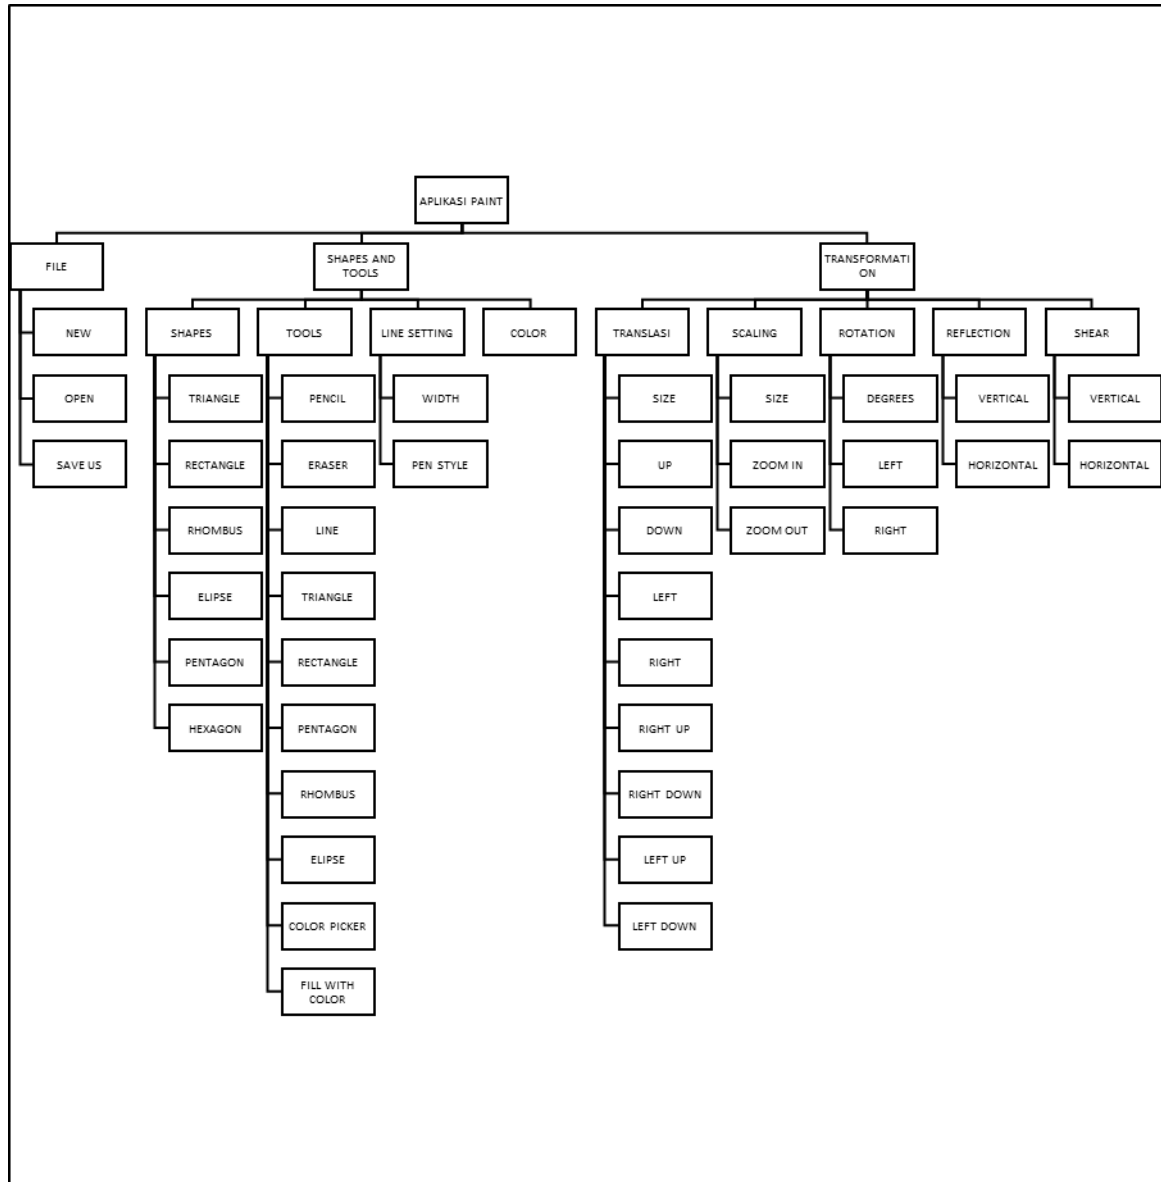 APLIKASI PAINT
FILE
SHAPES AND
TOOLS
TRANSFORMATI
ON
NEW
OPEN
SAVE US
SHAPES
TRIANGLE
RECTANGLE
RHOMBUS
ELIPSE
PENTAGON
HEXAGON
TOOLS
PENCIL
ERASER
LINE
TRIANGLE
RECTANGLE
PENTAGON
RHOMBUS
ELIPSE
COLOR PICKER
FILL WITH
COLOR
LINE SETTING
WIDTH
PEN STYLE
COLOR
TRANSLASI
SIZE
UP
DOWN
LEFT
RIGHT
RIGHT UP
RIGHT DOWN
LEFT UP
LEFT DOWN
SCALING
SIZE
ZOOM IN
ZOOM OUT
ROTATION
DEGREES
LEFT
RIGHT
REFLECTION
VERTICAL
HORIZONTAL
SHEAR
VERTICAL
HORIZONTAL